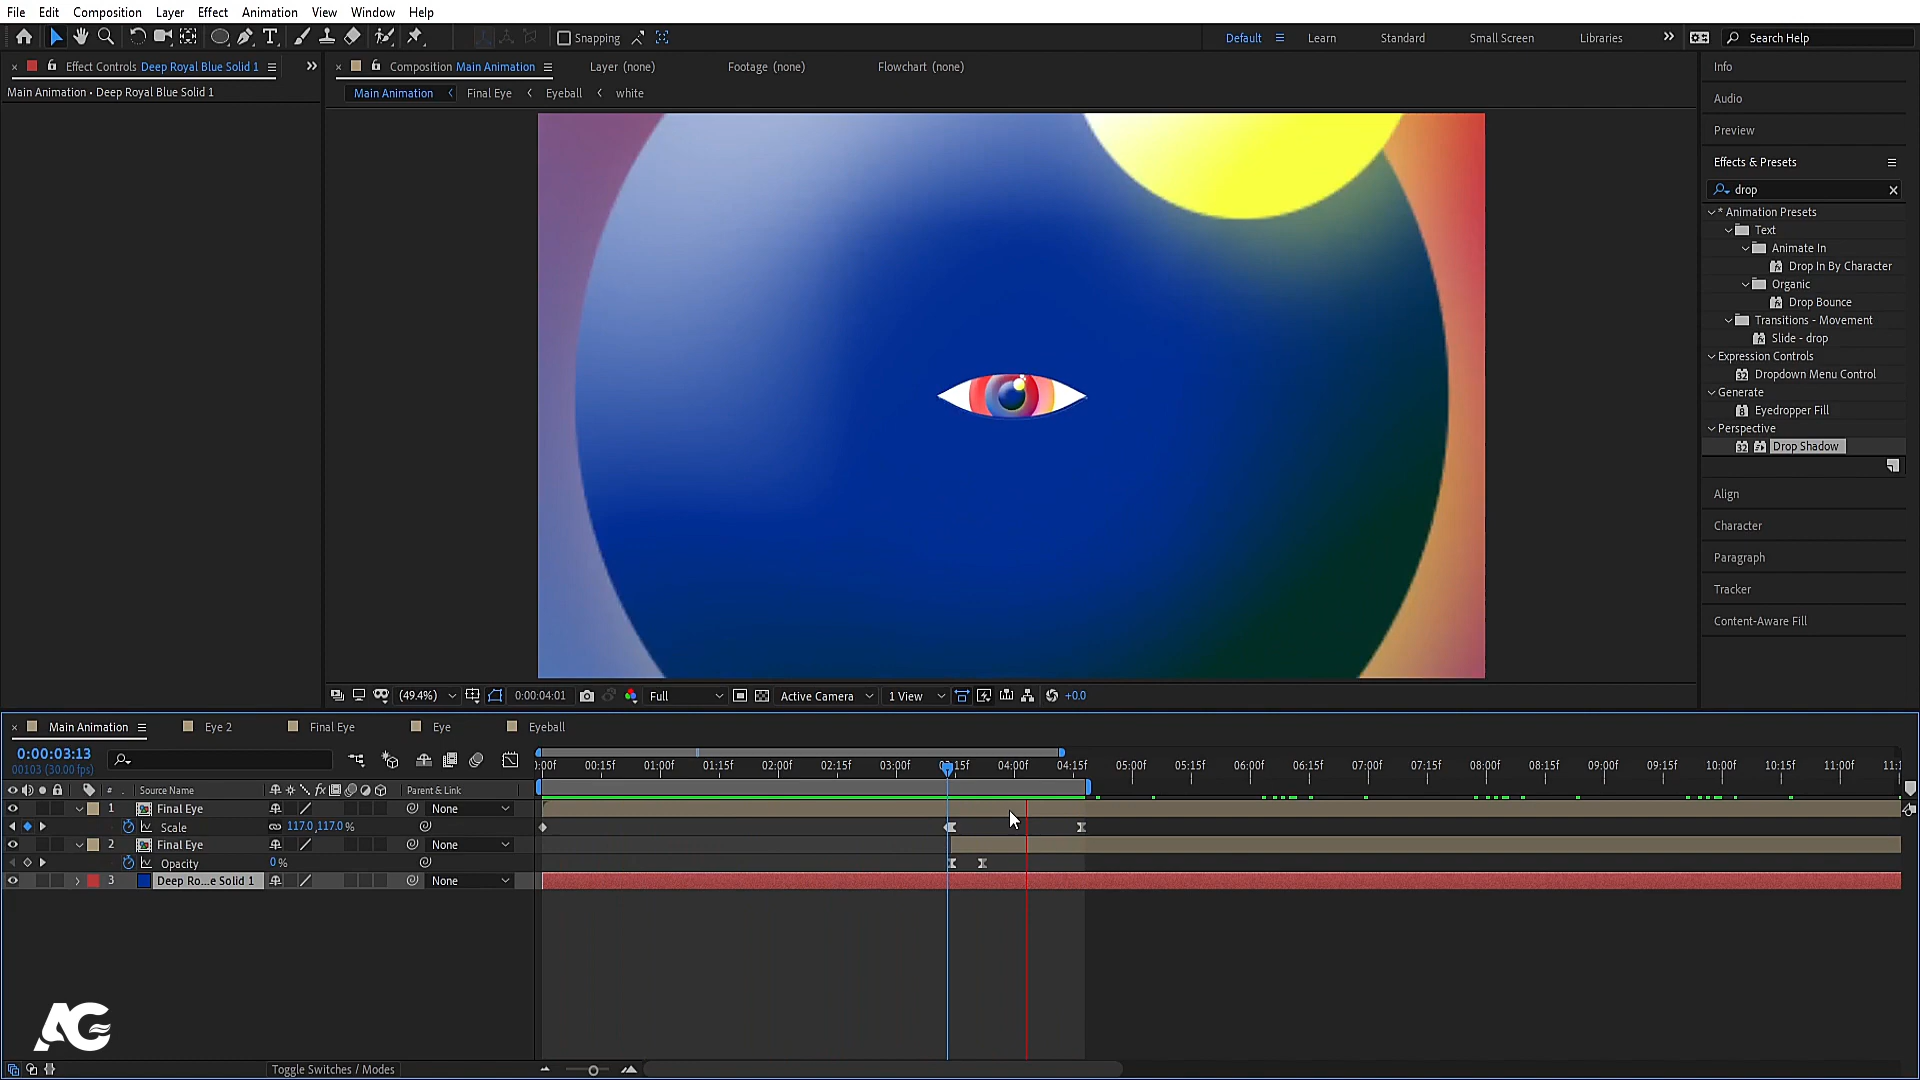 File Edit Composition Layer Effect Animation View Window Help
Snapping Default Learn Standard Small Screen Libraries Search Help
Effect Controls Deep Royal Blue Solid 1
Composition Main Animation Layer (none) Footage (none) Flowchart (none)
Main Animation • Deep Royal Blue Solid 1
Main Animation Final Eye Eyeball white
Info
Audio
Preview
Effects & Presets
drop
* Animation Presets
Text
Animate In
Drop In By Character
Organic
Drop Bounce
Transitions - Movement
Slide - drop
Expression Controls
Dropdown Menu Control
Generate
Eyedropper Fill
Perspective
Drop Shadow
Align
Character
Paragraph
Tracker
Content-Aware Fill
(49.4%) 0:00:04:01 Full Active Camera 1 View +0.0
Main Animation Eye 2 Final Eye Eye Eyeball
0:00:03:13
00103 (30.00 fps)
00:15f 01:00f 01:15f 02:00f 02:15f 03:00f 04:00f 04:15f 05:00f 05:15f 06:00f 06:15f 07:00f 07:15f 08:00f 08:15f 09:00f 09:15f 10:00f 10:15f 11:00f
# Source Name fx Parent & Link
1 Final Eye None
Scale 117.0,117.0%
2 Final Eye None
Opacity 0%
3 Deep Ro...e Solid 1 None
AG
Toggle Switches / Modes